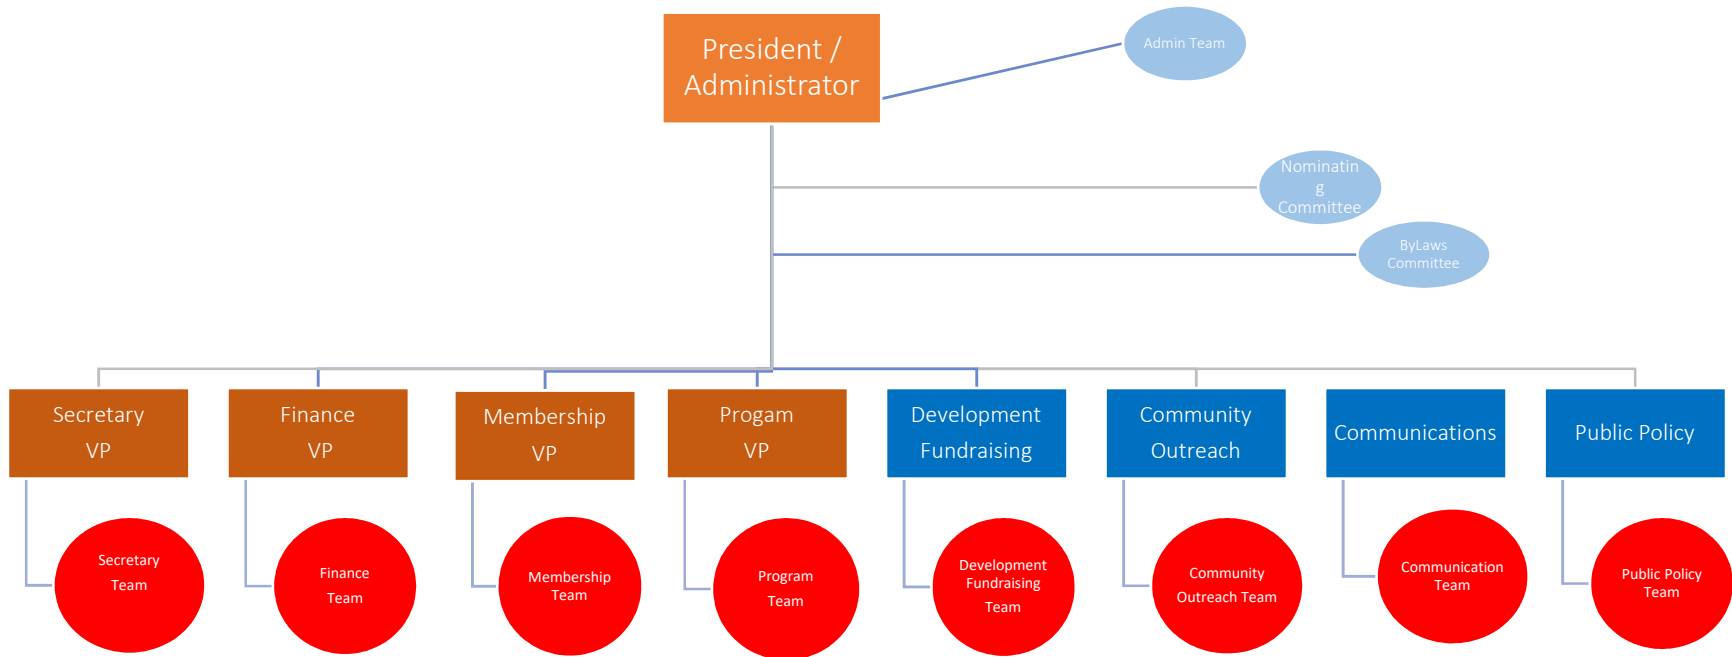 President /
Administrator
Admin Team
Nominatin
g
Committee
ByLaws
Committee
Secretary
VP
Finance
VP
Membership
VP
Progam
VP
Development
Fundraising
Community
Outreach
Communications
Public Policy
Secretary
Team
Finance
Team
Membership
Team
Program
Team
Development
Fundraising
Team
Community
Outreach Team
Communication
Team
Public Policy
Team